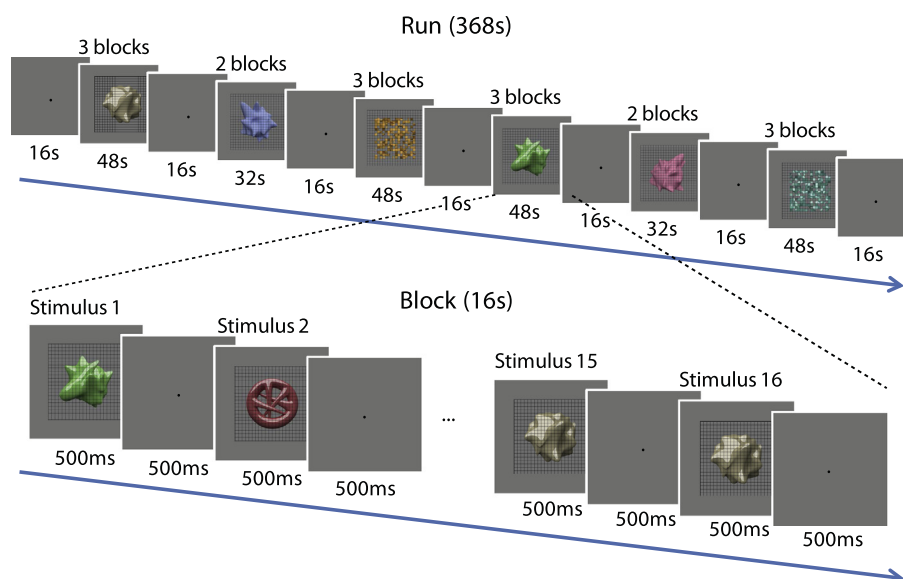 Run (368s)
3 blocks
2 blocks
3 blocks
3 blocks
2 blocks
3 blocks
16s
48s
16s
32s
16s
48s
16s
48s
16s
32s
16s
48s
16s
Block (16s)
Stimulus 1
Stimulus 2
...
Stimulus 15
Stimulus 16
500ms
500ms
500ms
500ms
500ms
500ms
500ms
500ms